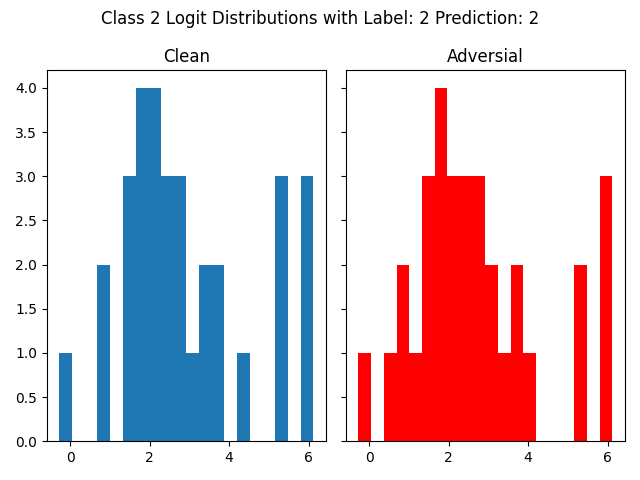 Class 2 Logit Distributions with Label: 2 Prediction: 2
Clean
Adversial
4.0
3.5
3.0
2.5
2.0
1.5
1.0
0.5
0.0
0 2 4 6
0 2 4 6